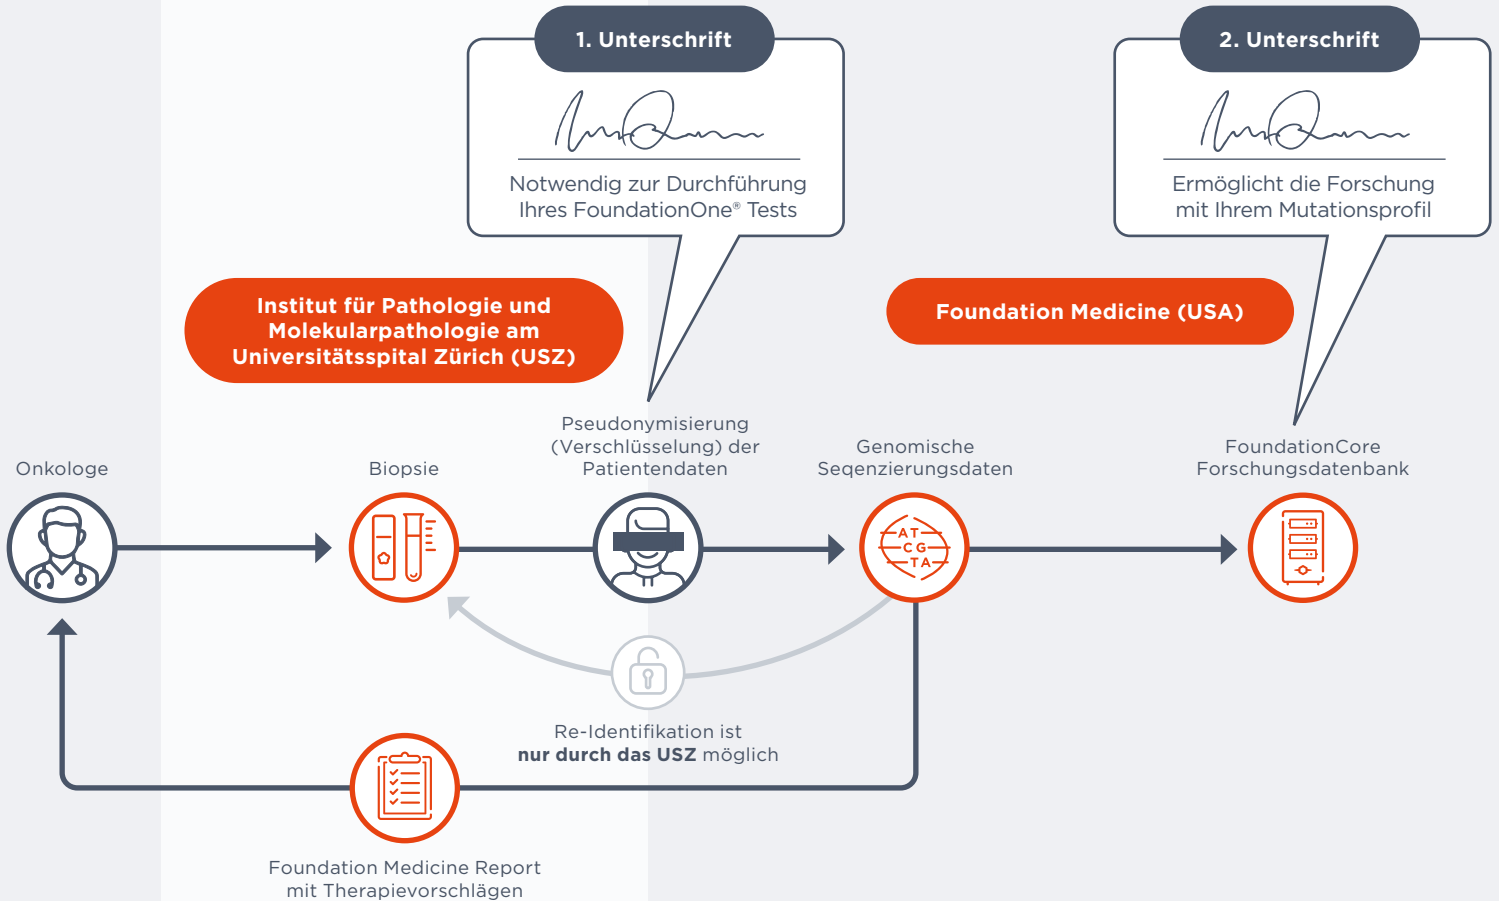 1. Unterschrift
Notwendig zur Durchführung
Ihres FoundationOne® Tests
2. Unterschrift
Ermöglicht die Forschung
mit Ihrem Mutationsprofil
Institut für Pathologie und
Molekularpathologie am
Universitätsspital Zürich (USZ)
Foundation Medicine (USA)
Onkologe
Biopsie
Pseudonymisierung
(Verschlüsselung) der
Patientendaten
Genomische
Seqenzierungsdaten
FoundationCore
Forschungsdatenbank
AT
CG
TA
Re-Identifikation ist
nur durch das USZ möglich
Foundation Medicine Report
mit Therapievorschlägen